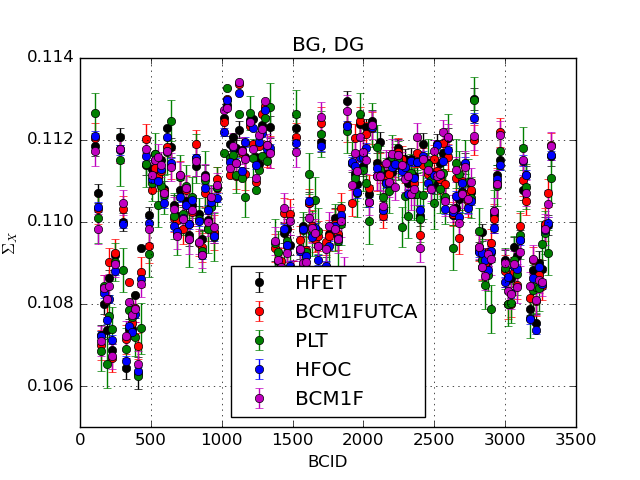 BG, DG
0.114
0.112
0.110
0.108
0.106
Σ_X
HFET
BCM1FUTCA
PLT
HFOC
BCM1F
0 500 1000 1500 2000 2500 3000 3500
BCID